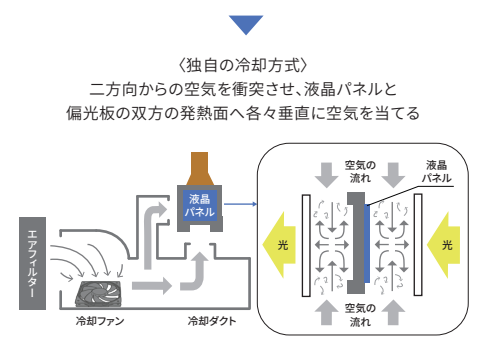 〈独自の冷却方式〉
二方向からの空気を衝突させ、液晶パネルと
偏光板の双方の発熱面へ各々垂直に空気を当てる
空気の
流れ
液晶
パネル
液晶
パネル
光
光
エアフィルター
空気の
流れ
冷却ファン
冷却ダクト